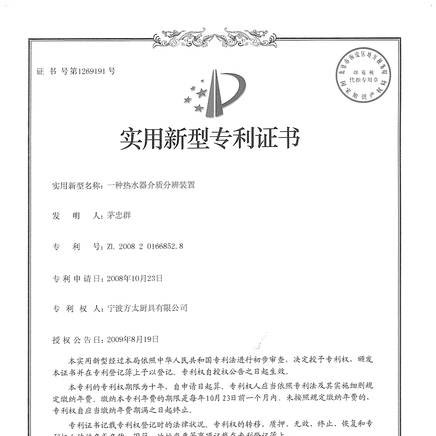 证书号第1269191号
印花税
代扣专用章
实用新型专利证书
实用新型名称：一种热水器介质分辨装置
发明人：茅忠群
专利号：ZL 2008 2 0166852.8
专利申请日：2008年10月23日
专利权人：宁波方太厨具有限公司
授权公告日：2009年8月19日
本实用新型经过本局依照中华人民共和国专利法进行初步审查，决定授予专利权，颁发
本证书并在专利登记簿上予以登记。专利权自授权公告之日起生效。
本专利的专利权期限为十年，自申请日起算。专利权人应当依照专利法及其实施细则规
定缴纳年费。缴纳本专利年费的期限是每年10月23日前一个月内。未按照规定缴纳年费的，
专利权自应当缴纳年费期满之日起终止。
专利证书记载专利权登记时的法律状况。专利权的转移、质押、无效、终止、恢复和专